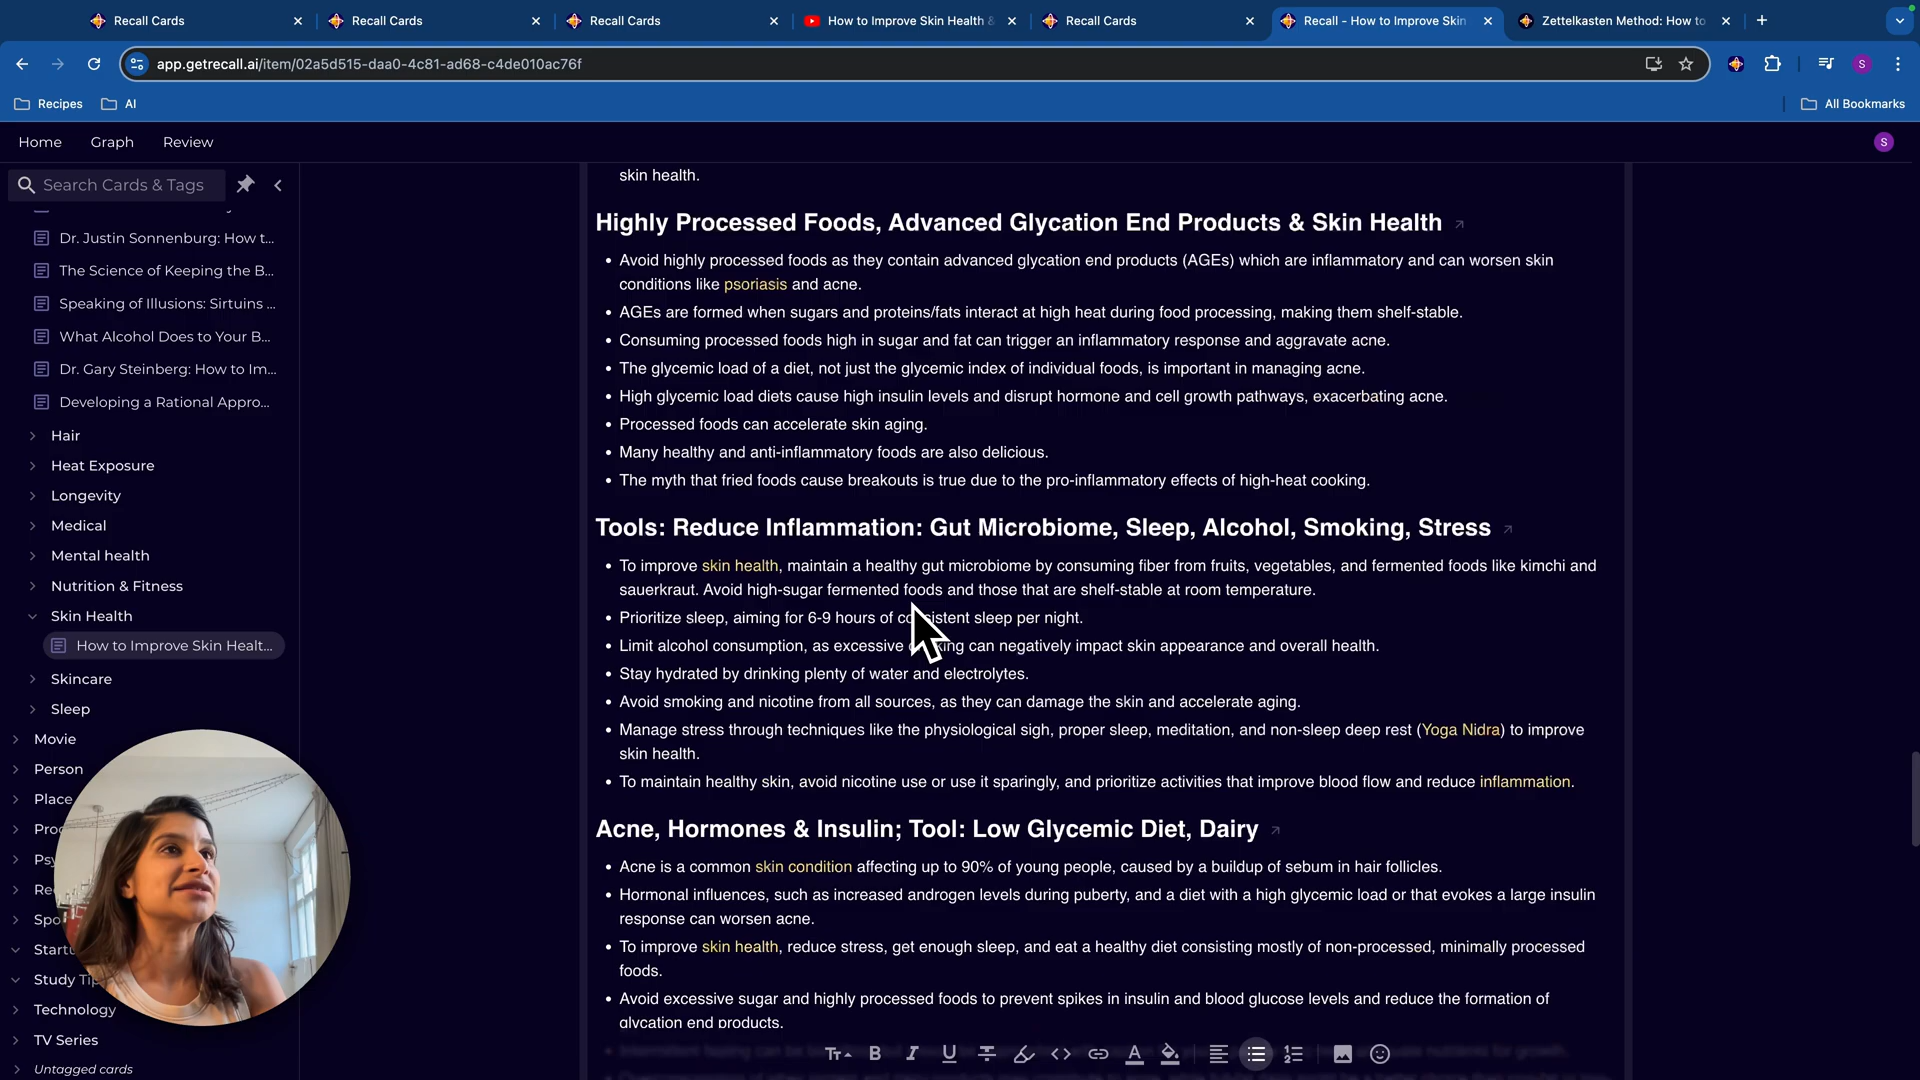 Recall Cards
Recall Cards
Recall Cards
How to Improve Skin Health &
Recall Cards
Recall - How to Improve Skin
Zettelkasten Method: How to
app.getrecall.ai/item/02a5d515-daa0-4c81-ad68-c4de010ac76f
S
Recipes
AI
All Bookmarks
Home
Graph
Review
S
Search Cards & Tags
Dr. Justin Sonnenburg: How t...
The Science of Keeping the B...
Speaking of Illusions: Sirtuins ...
What Alcohol Does to Your B...
Dr. Gary Steinberg: How to Im...
Developing a Rational Appro...
Hair
Heat Exposure
Longevity
Medical
Mental health
Nutrition & Fitness
Skin Health
How to Improve Skin Healt...
Skincare
Sleep
Movie
Person
Place
Pro
Psy
Re
Spo
Start
Study Ti
Technology
TV Series
Untagged cards
skin health.
Highly Processed Foods, Advanced Glycation End Products & Skin Health
• Avoid highly processed foods as they contain advanced glycation end products (AGEs) which are inflammatory and can worsen skin
conditions like psoriasis and acne.
• AGEs are formed when sugars and proteins/fats interact at high heat during food processing, making them shelf-stable.
• Consuming processed foods high in sugar and fat can trigger an inflammatory response and aggravate acne.
• The glycemic load of a diet, not just the glycemic index of individual foods, is important in managing acne.
• High glycemic load diets cause high insulin levels and disrupt hormone and cell growth pathways, exacerbating acne.
• Processed foods can accelerate skin aging.
• Many healthy and anti-inflammatory foods are also delicious.
• The myth that fried foods cause breakouts is true due to the pro-inflammatory effects of high-heat cooking.
Tools: Reduce Inflammation: Gut Microbiome, Sleep, Alcohol, Smoking, Stress
• To improve skin health, maintain a healthy gut microbiome by consuming fiber from fruits, vegetables, and fermented foods like kimchi and
sauerkraut. Avoid high-sugar fermented foods and those that are shelf-stable at room temperature.
• Prioritize sleep, aiming for 6-9 hours of consistent sleep per night.
• Limit alcohol consumption, as excessive drinking can negatively impact skin appearance and overall health.
• Stay hydrated by drinking plenty of water and electrolytes.
• Avoid smoking and nicotine from all sources, as they can damage the skin and accelerate aging.
• Manage stress through techniques like the physiological sigh, proper sleep, meditation, and non-sleep deep rest (Yoga Nidra) to improve
skin health.
• To maintain healthy skin, avoid nicotine use or use it sparingly, and prioritize activities that improve blood flow and reduce inflammation.
Acne, Hormones & Insulin; Tool: Low Glycemic Diet, Dairy
• Acne is a common skin condition affecting up to 90% of young people, caused by a buildup of sebum in hair follicles.
• Hormonal influences, such as increased androgen levels during puberty, and a diet with a high glycemic load or that evokes a large insulin
response can worsen acne.
• To improve skin health, reduce stress, get enough sleep, and eat a healthy diet consisting mostly of non-processed, minimally processed
foods.
• Avoid excessive sugar and highly processed foods to prevent spikes in insulin and blood glucose levels and reduce the formation of
glycation end products.